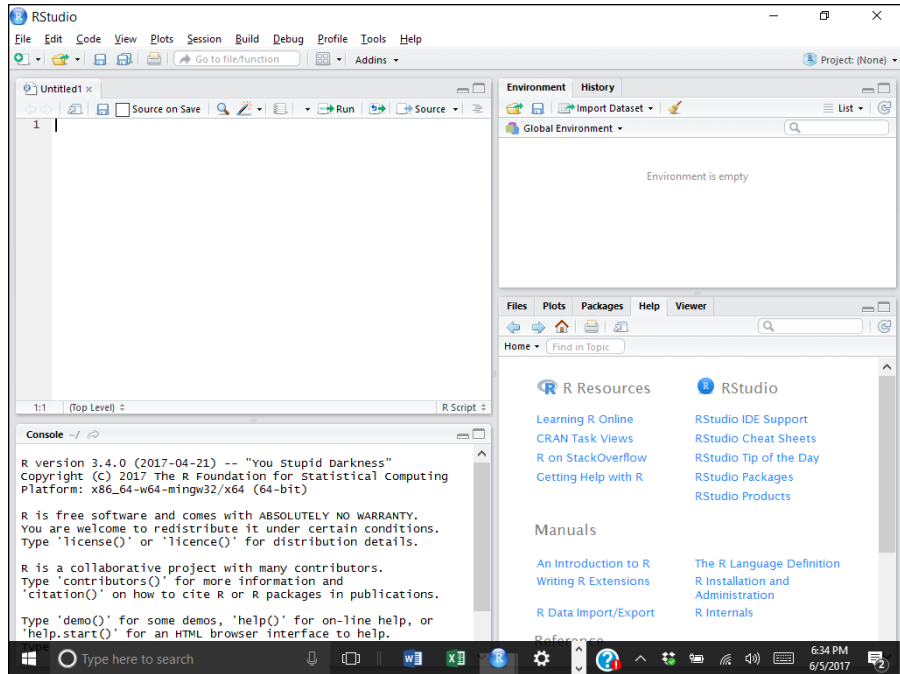 RStudio
File Edit Code View Plots Session Build Debug Profile Tools Help
Go to file/function Addins Project: (None)
Untitled1
Source on Save Run Source
1
1:1 (Top Level) R Script
Console ~/
R version 3.4.0 (2017-04-21) -- "You Stupid Darkness"
Copyright (C) 2017 The R Foundation for Statistical Computing
Platform: x86_64-w64-mingw32/x64 (64-bit)
R is free software and comes with ABSOLUTELY NO WARRANTY.
You are welcome to redistribute it under certain conditions.
Type 'license()' or 'licence()' for distribution details.
R is a collaborative project with many contributors.
Type 'contributors()' for more information and
'citation()' on how to cite R or R packages in publications.
Type 'demo()' for some demos, 'help()' for on-line help, or
'help.start()' for an HTML browser interface to help.
Environment History
Import Dataset List
Global Environment
Environment is empty
Files Plots Packages Help Viewer
Home Find in Topic
R Resources RStudio
Learning R Online RStudio IDE Support
CRAN Task Views RStudio Cheat Sheets
R on StackOverflow RStudio Tip of the Day
Getting Help with R RStudio Packages
RStudio Products
Manuals
An Introduction to R The R Language Definition
Writing R Extensions R Installation and
Administration
R Data Import/Export R Internals
Reference
Type here to search
6:34 PM
6/5/2017
2